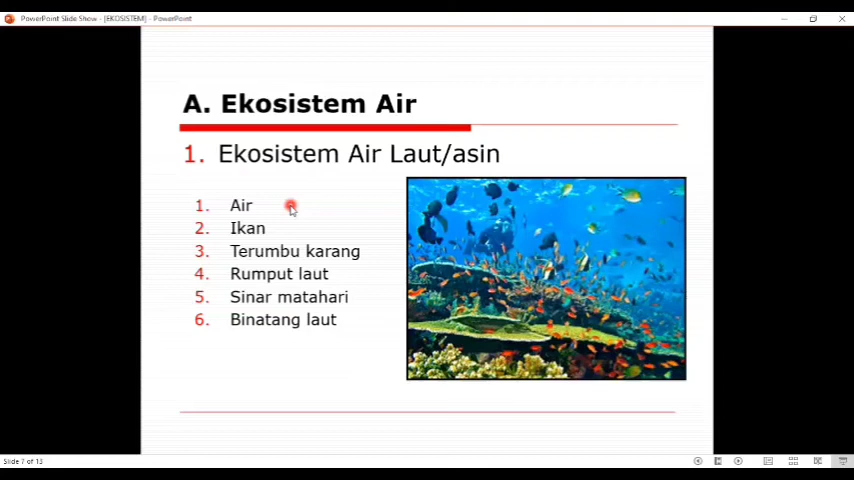 PowerPoint Slide Show - [EKOSISTEM] - PowerPoint
A. Ekosistem Air
1. Ekosistem Air Laut/asin
1. Air
2. Ikan
3. Terumbu karang
4. Rumput laut
5. Sinar matahari
6. Binatang laut
Slide 7 of 13